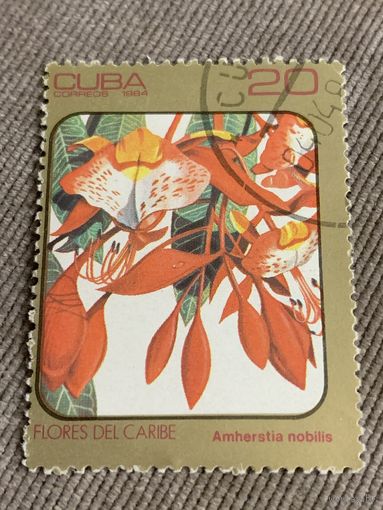 CUBA 20
CORREOS 1984
FLORES DEL CARIBE
Amherstia nobilis